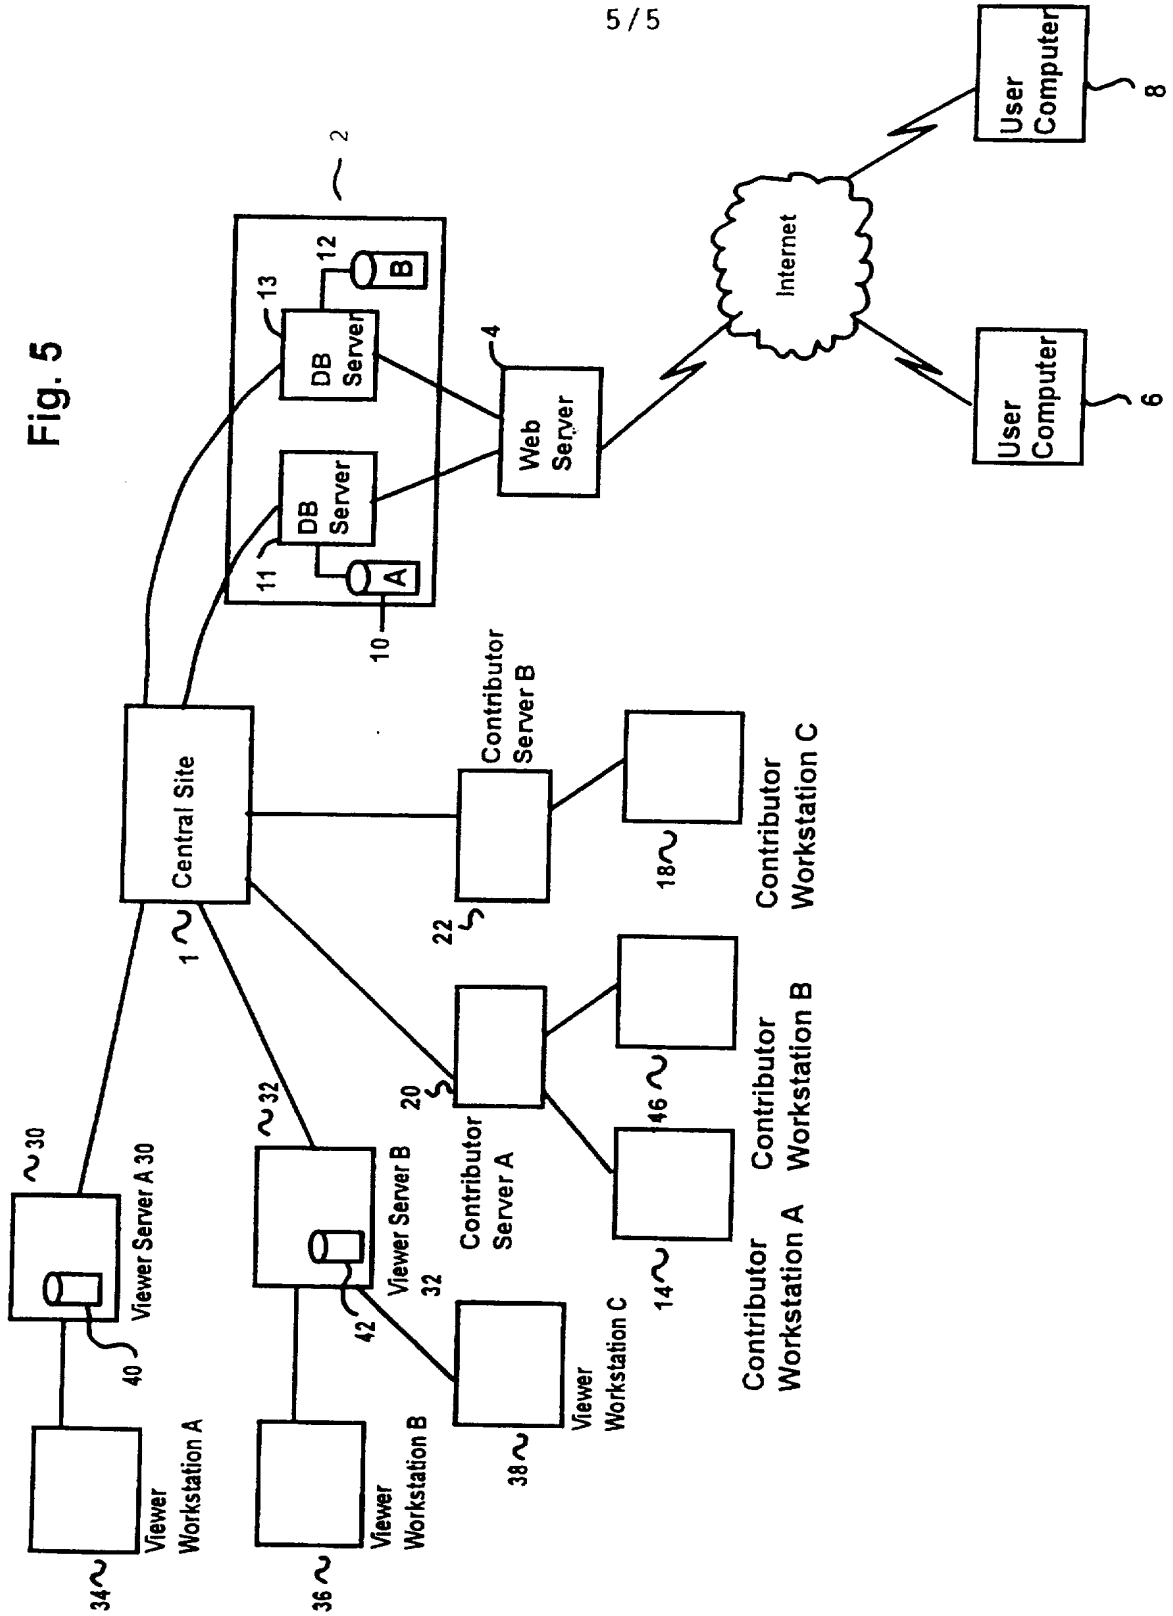 5/5
Fig. 5
2
13
12
DB
Server
B
11
DB
Server
A
10
4
Web
Server
Internet
User
Computer
8
User
Computer
6
Central Site
1
30
Viewer Server A 30
40
Viewer
Workstation A
34
32
Viewer Server B
32
42
Viewer
Workstation B
36
Viewer
Workstation C
38
20
Contributor
Server A
Contributor
Server B
22
14
Contributor
Workstation A
46
Contributor
Workstation B
18
Contributor
Workstation C